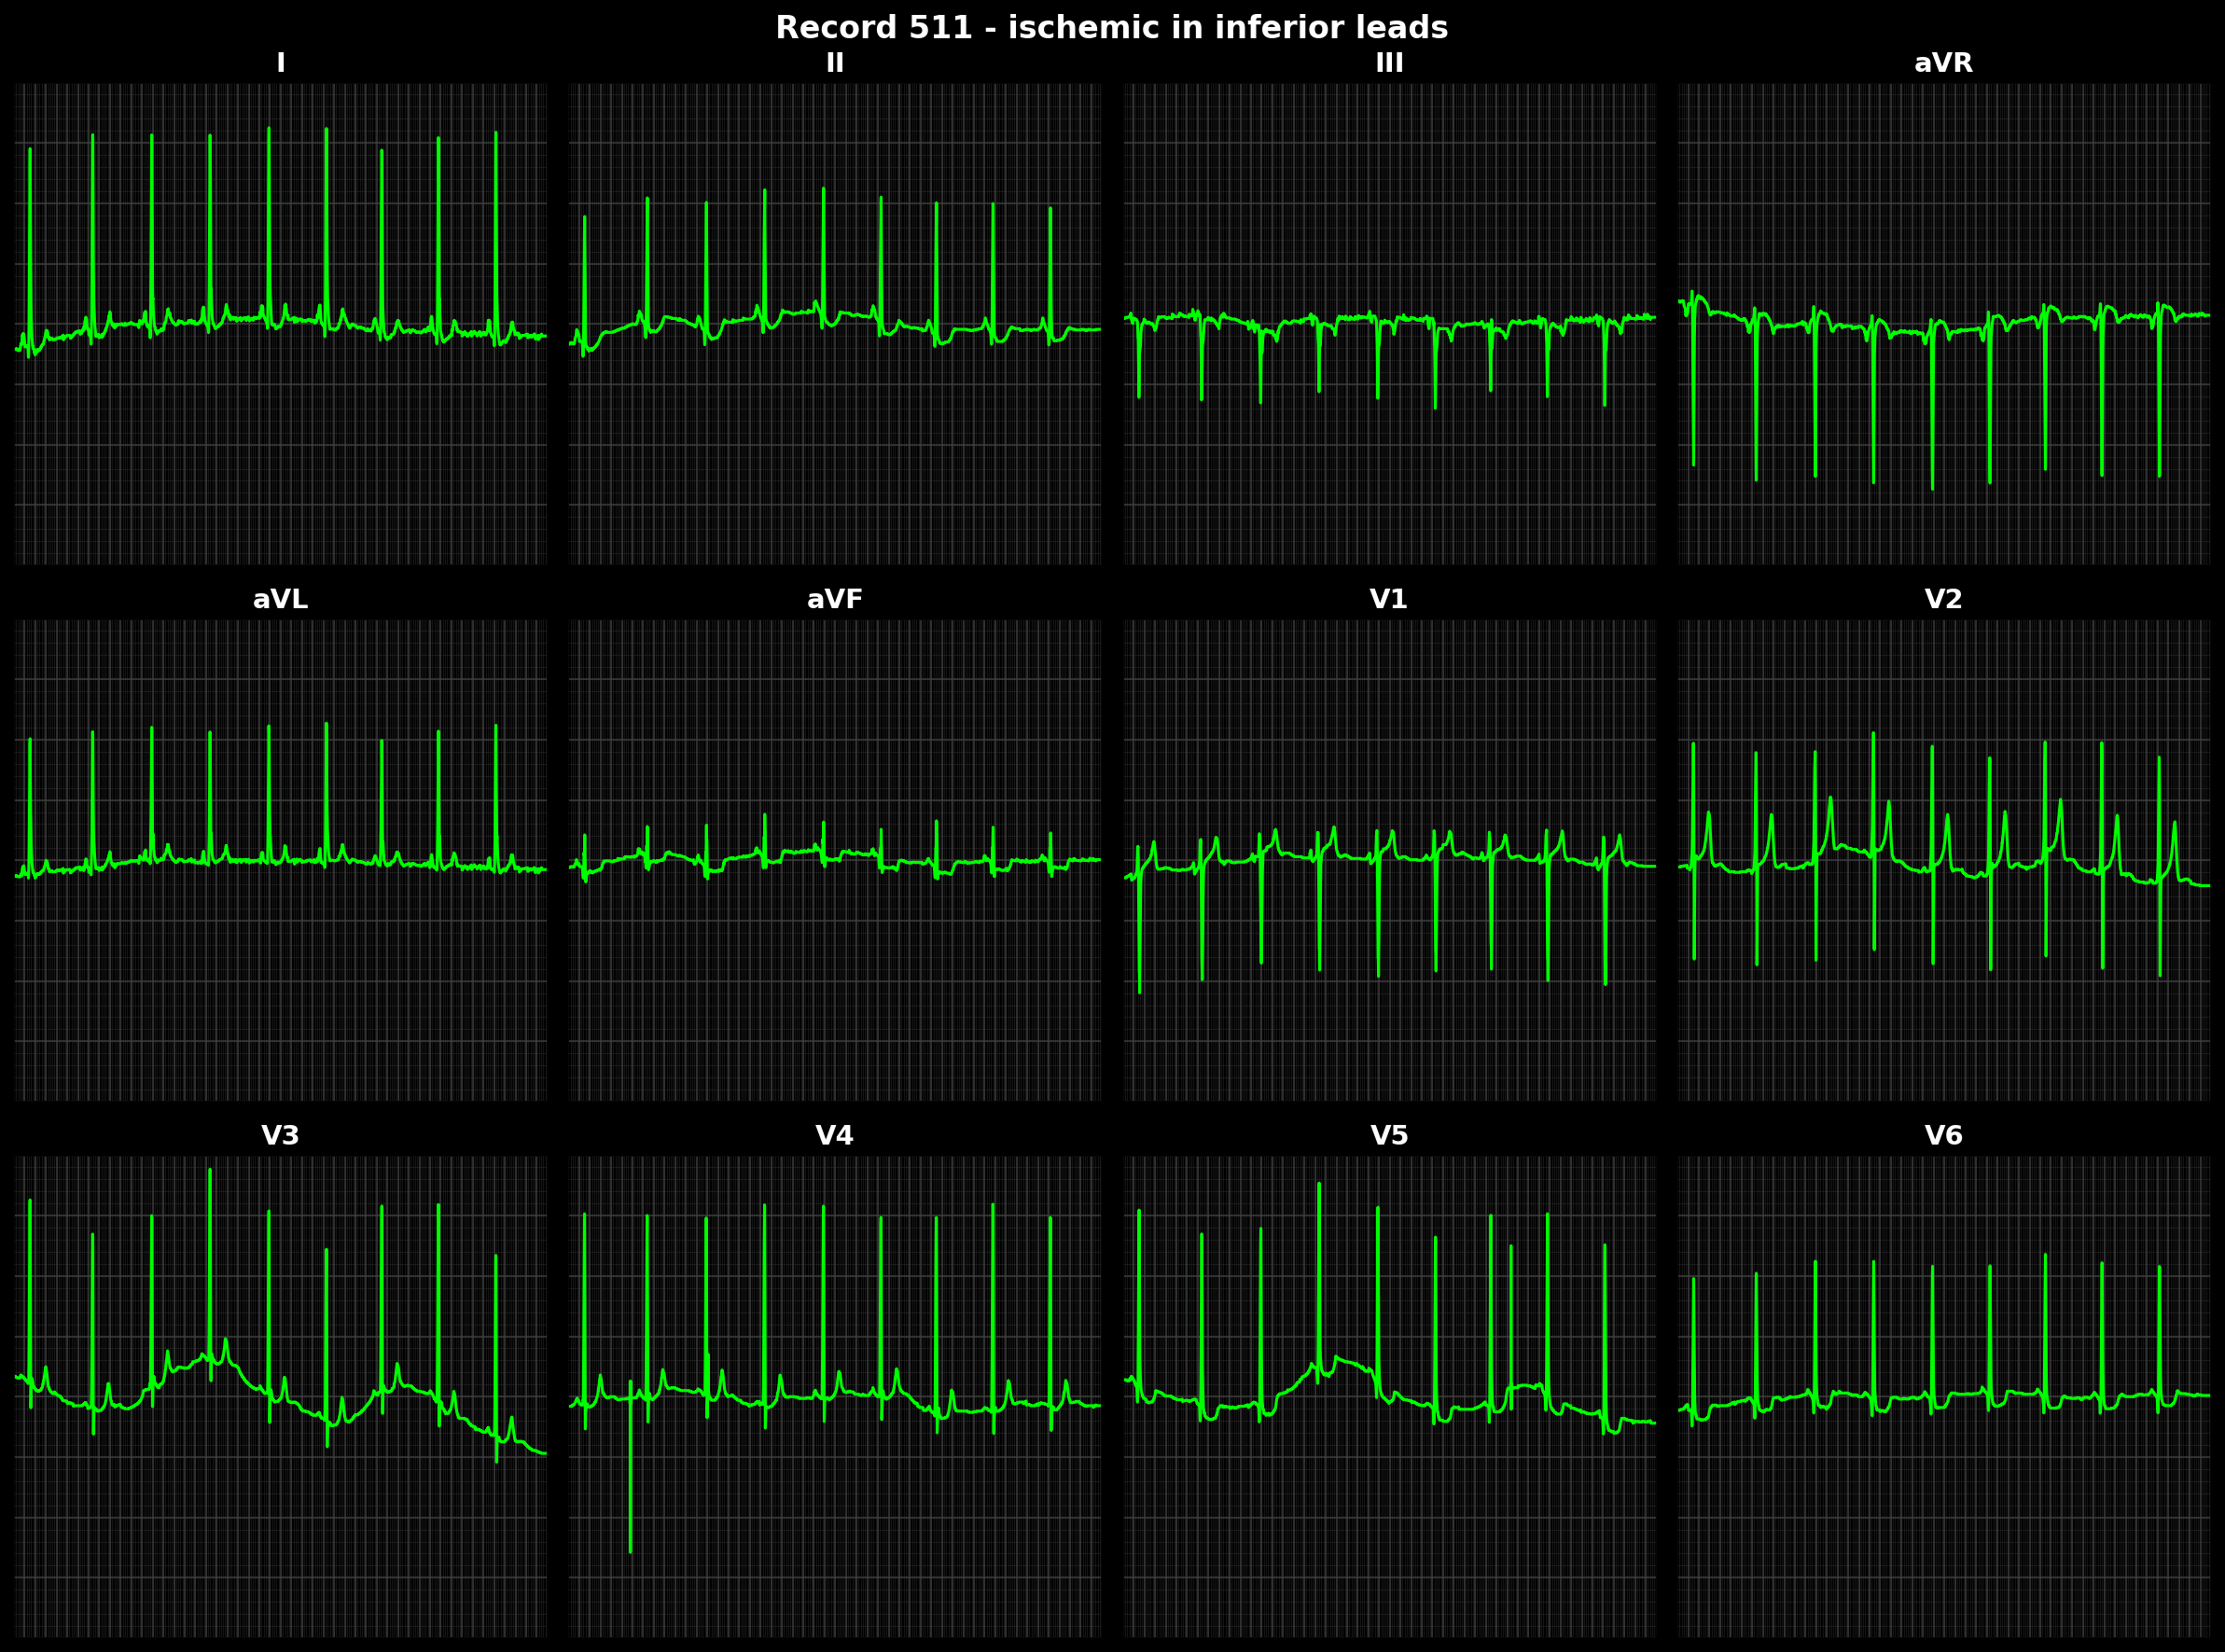 Record 511 - ischemic in inferior leads
I II III aVR
aVL aVF V1 V2
V3 V4 V5 V6